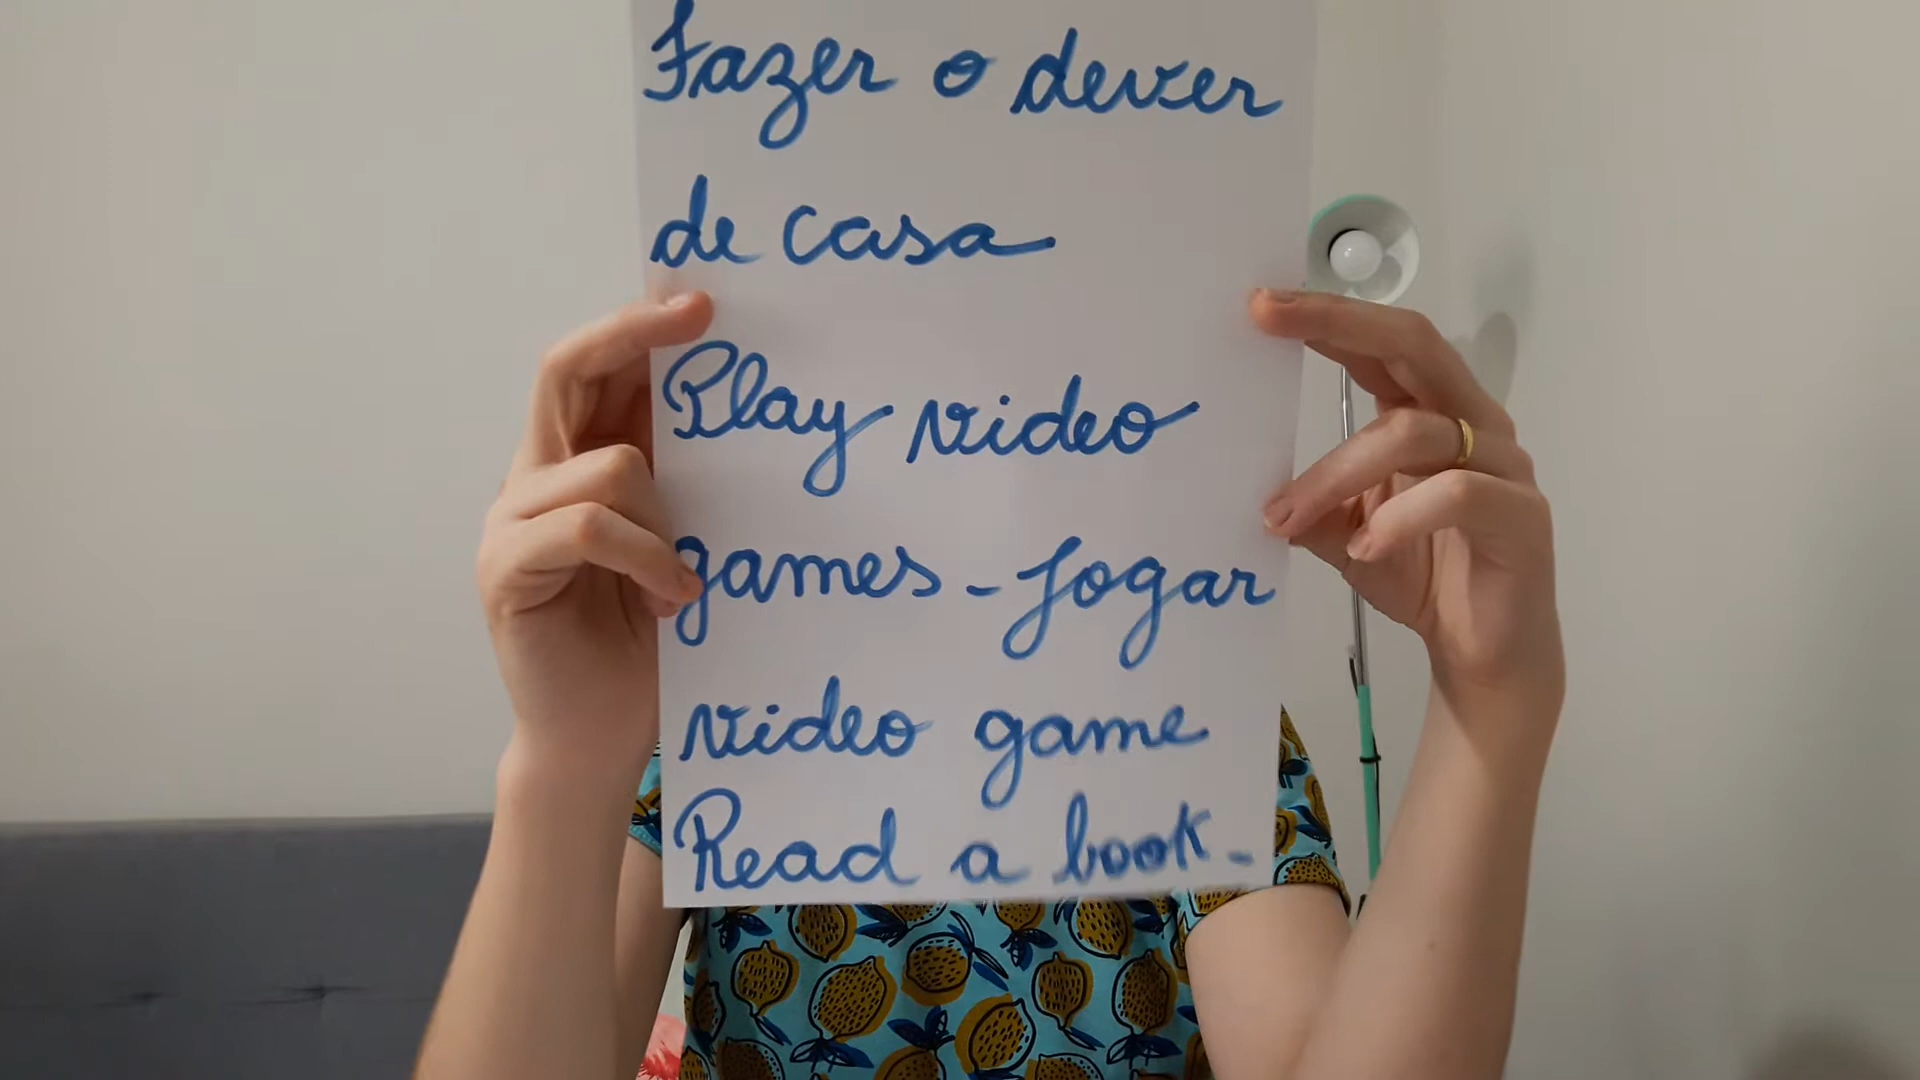 Fazer o dever
de casa
Play video
games - Jogar
video game
Read a book -